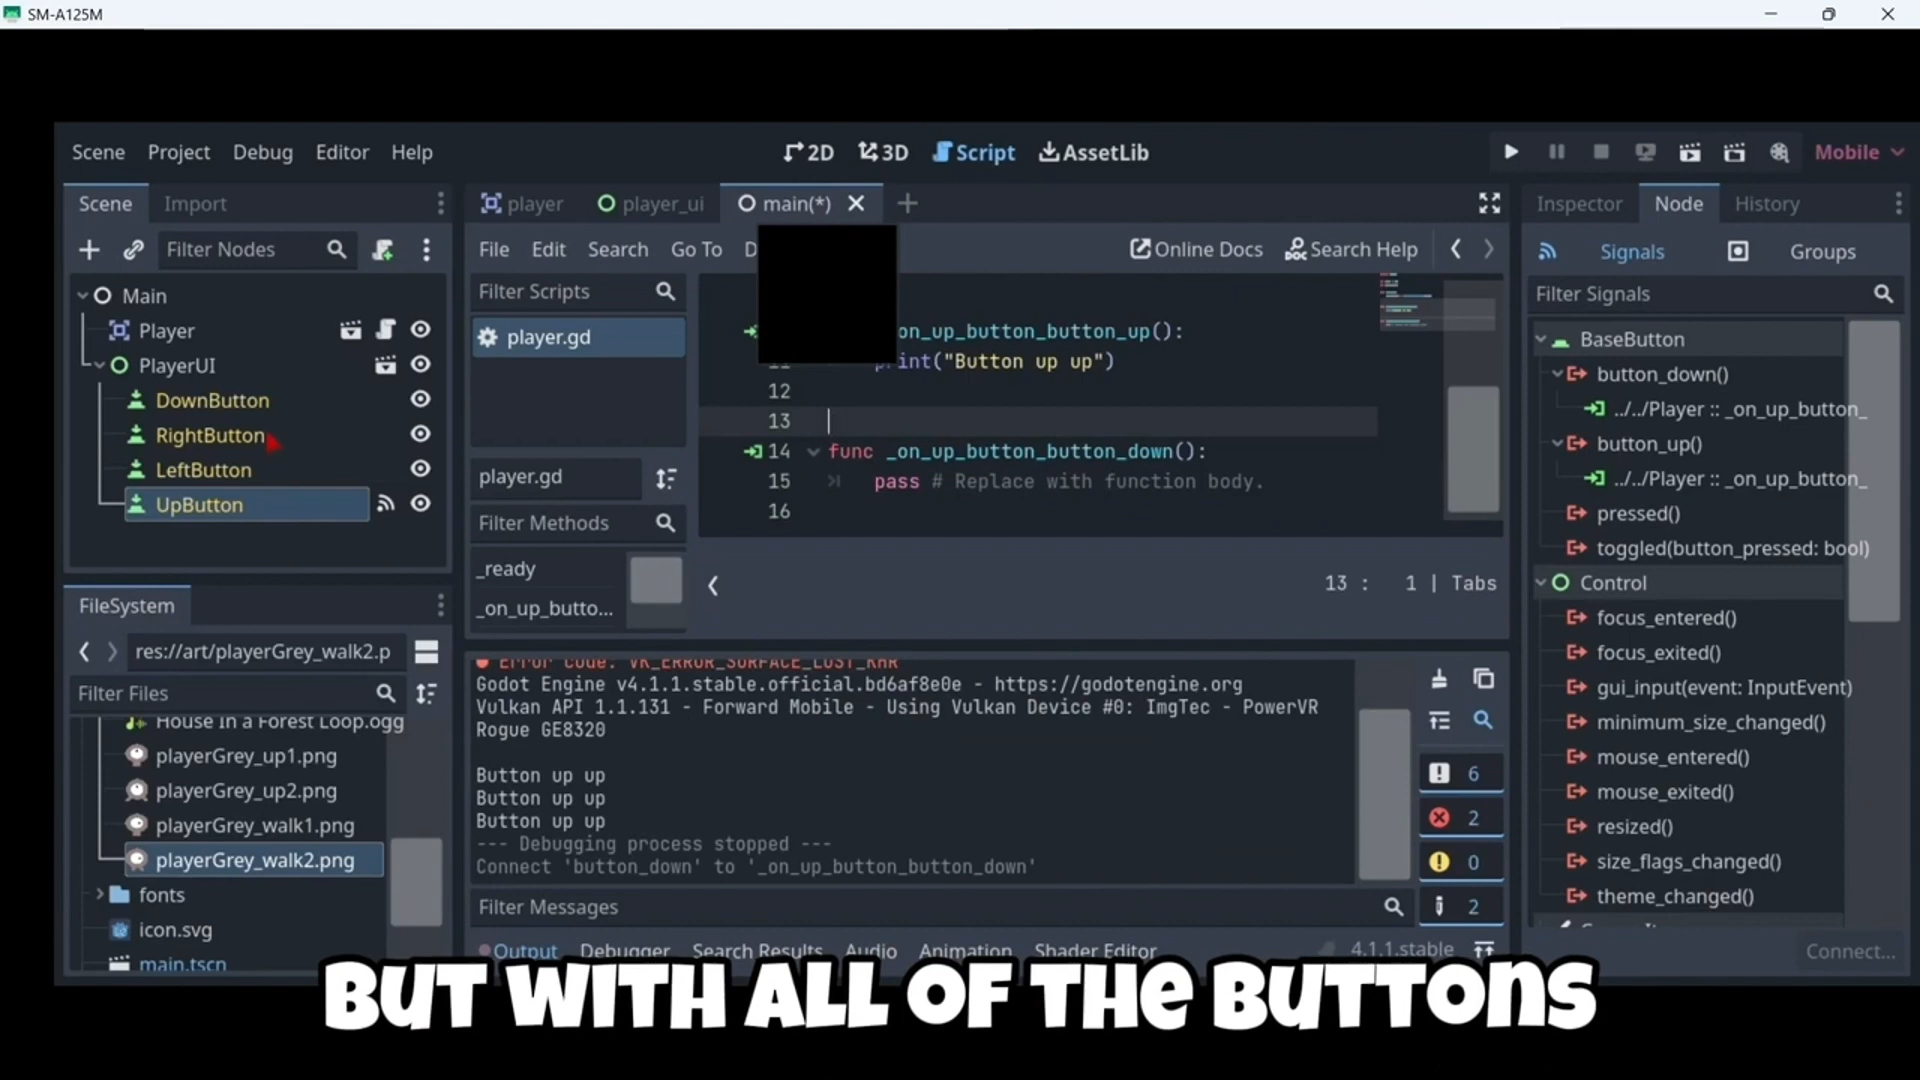 SM-A125M
Scene Project Debug Editor Help
2D 3D Script AssetLib
Mobile
Scene Import
player player_ui main(*)
Inspector Node History
Filter Nodes
File Edit Search Go To D
Online Docs Search Help
Signals Groups
Main
Player
PlayerUI
DownButton
RightButton
LeftButton
UpButton
Filter Scripts
player.gd
player.gd
Filter Methods
_ready
_on_up_butto...
on_up_button_button_up():
print("Button up up")
12
13
14 func _on_up_button_button_down():
15 pass # Replace with function body.
16
13 : 1 | Tabs
Filter Signals
BaseButton
button_down()
../../Player :: _on_up_button_
button_up()
../../Player :: _on_up_button_
pressed()
toggled(button_pressed: bool)
Control
focus_entered()
focus_exited()
gui_input(event: InputEvent)
minimum_size_changed()
mouse_entered()
mouse_exited()
resized()
size_flags_changed()
theme_changed()
Connect...
FileSystem
res://art/playerGrey_walk2.p
Filter Files
House In a Forest Loop.ogg
playerGrey_up1.png
playerGrey_up2.png
playerGrey_walk1.png
playerGrey_walk2.png
fonts
icon.svg
main.tscn
Error code: VK_ERROR_SURFACE_LOST_KHR
Godot Engine v4.1.1.stable.official.bd6af8e0e - https://godotengine.org
Vulkan API 1.1.131 - Forward Mobile - Using Vulkan Device #0: ImgTec - PowerVR
Rogue GE8320
Button up up
Button up up
Button up up
--- Debugging process stopped ---
Connect 'button_down' to '_on_up_button_button_down'
6
2
0
2
Filter Messages
Output Debugger Search Results Audio Animation Shader Editor 4.1.1.stable
BUT WITH ALL OF THE BUTTONS